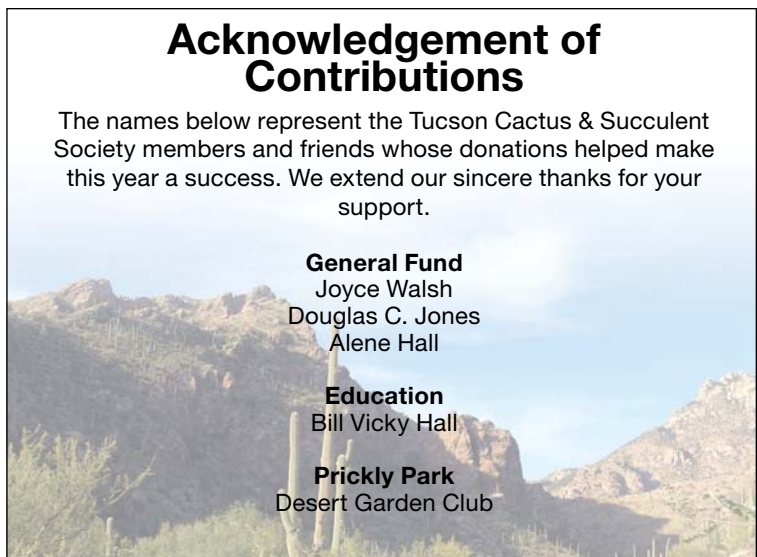 Acknowledgement of
Contributions
The names below represent the Tucson Cactus & Succulent
Society members and friends whose donations helped make
this year a success. We extend our sincere thanks for your
support.
General Fund
Joyce Walsh
Douglas C. Jones
Alene Hall
Education
Bill Vicky Hall
Prickly Park
Desert Garden Club